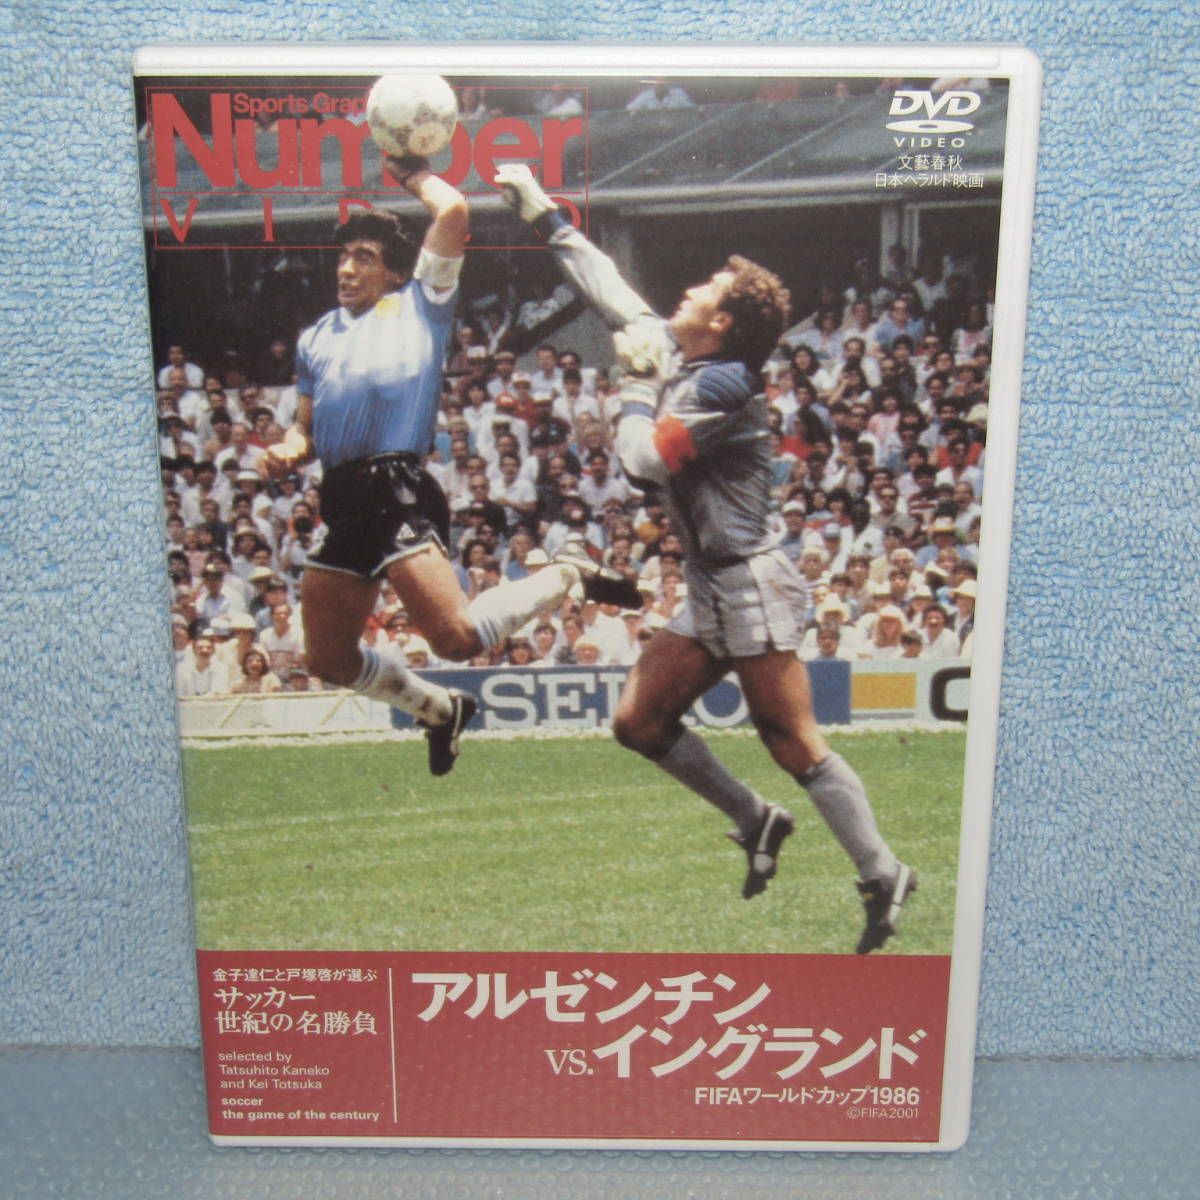 Sports Grap
Number
VIDEO
DVD
VIDEO
文藝春秋
日本ヘラルド映画
SEIKO
金子達仁と戸塚啓が選ぶ
サッカー
世紀の名勝負
selected by
Tatsuhito Kaneko
and Kei Totsuka
soccer
the game of the century
アルゼンチン
vs.イングランド
FIFAワールドカップ1986
©FIFA2001